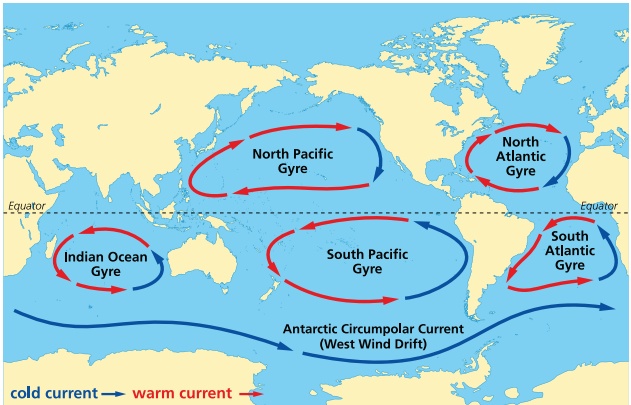 North Pacific
Gyre
North
Atlantic
Gyre
Equator
Equator
Indian Ocean
Gyre
South Pacific
Gyre
South
Atlantic
Gyre
Antarctic Circumpolar Current
(West Wind Drift)
cold current warm current